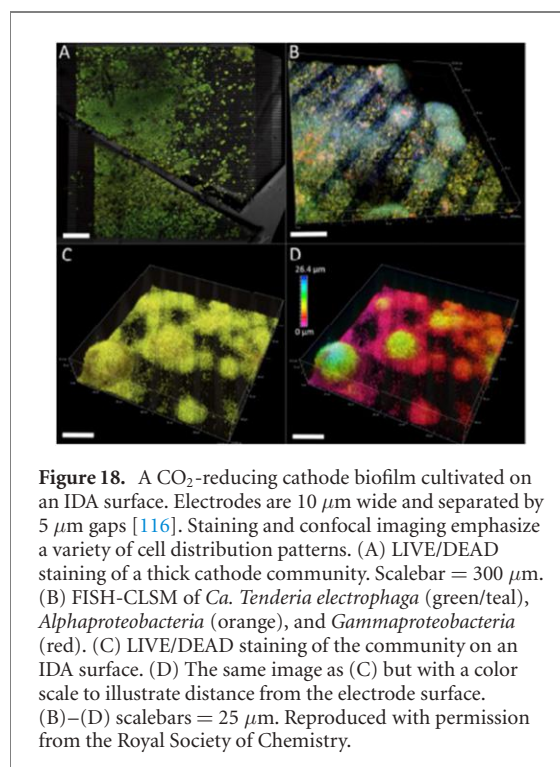 A
B
C
D
26.4 μm
0 μm
Figure 18. A CO₂-reducing cathode biofilm cultivated on
an IDA surface. Electrodes are 10 μm wide and separated by
5 μm gaps [116]. Staining and confocal imaging emphasize
a variety of cell distribution patterns. (A) LIVE/DEAD
staining of a thick cathode community. Scalebar = 300 μm.
(B) FISH-CLSM of Ca. Tenderia electrophaga (green/teal),
Alphaproteobacteria (orange), and Gammaproteobacteria
(red). (C) LIVE/DEAD staining of the community on an
IDA surface. (D) The same image as (C) but with a color
scale to illustrate distance from the electrode surface.
(B)–(D) scalebars = 25 μm. Reproduced with permission
from the Royal Society of Chemistry.